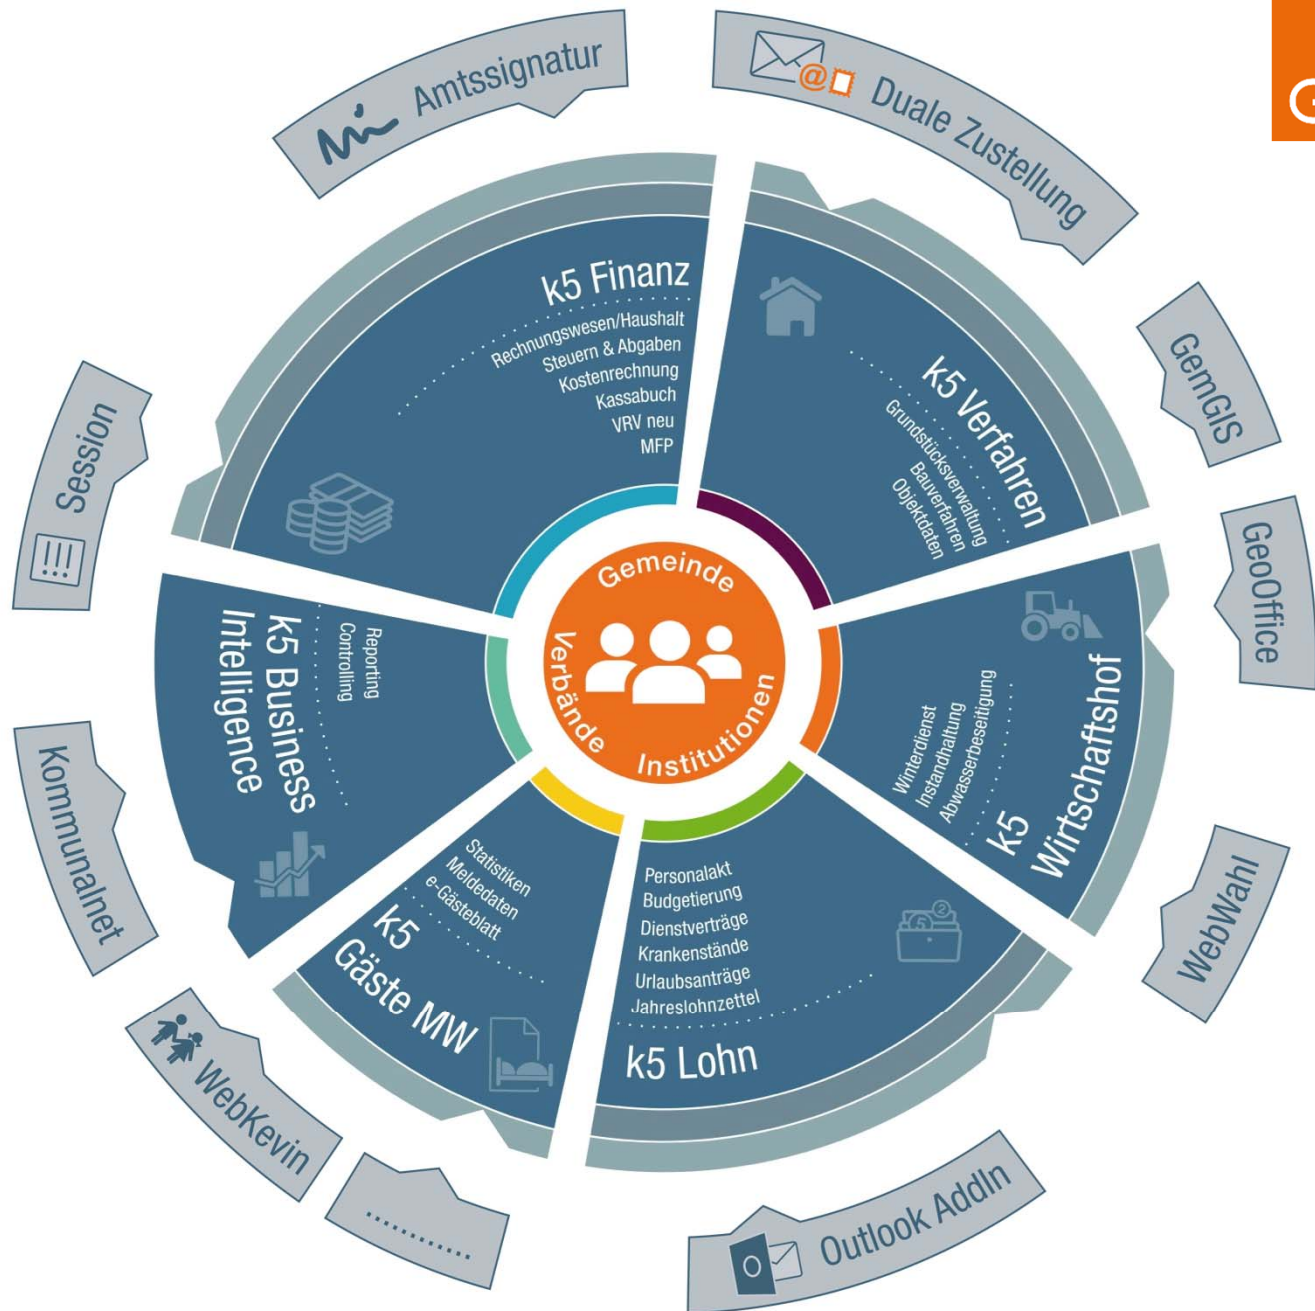 Amtssignatur
@ Duale Zustellung
G
GemGIS
GeoOffice
WebWahl
Outlook AddIn
O
............
WebKevin
Kommunalnet
Session
k5 Finanz
Rechnungswesen/Haushalt
Steuern & Abgaben
Kostenrechnung
Kassabuch
VRV neu
MFP
k5 Verfahren
Grundstücksverwaltung
Bauverfahren
Objektdaten
k5
Wirtschaftshof
Winterdienst
Instandhaltung
Abwasserbeseitigung
Personalakt
Budgetierung
Dienstverträge
Krankenstände
Urlaubsanträge
Jahreslohnzettel
k5 Lohn
5
2
Statistiken
Meldedaten
e-Gästeblatt
k5
Gäste MW
k5 Business
Intelligence
Reporting
Controlling
Gemeinde
Verbände
Institutionen